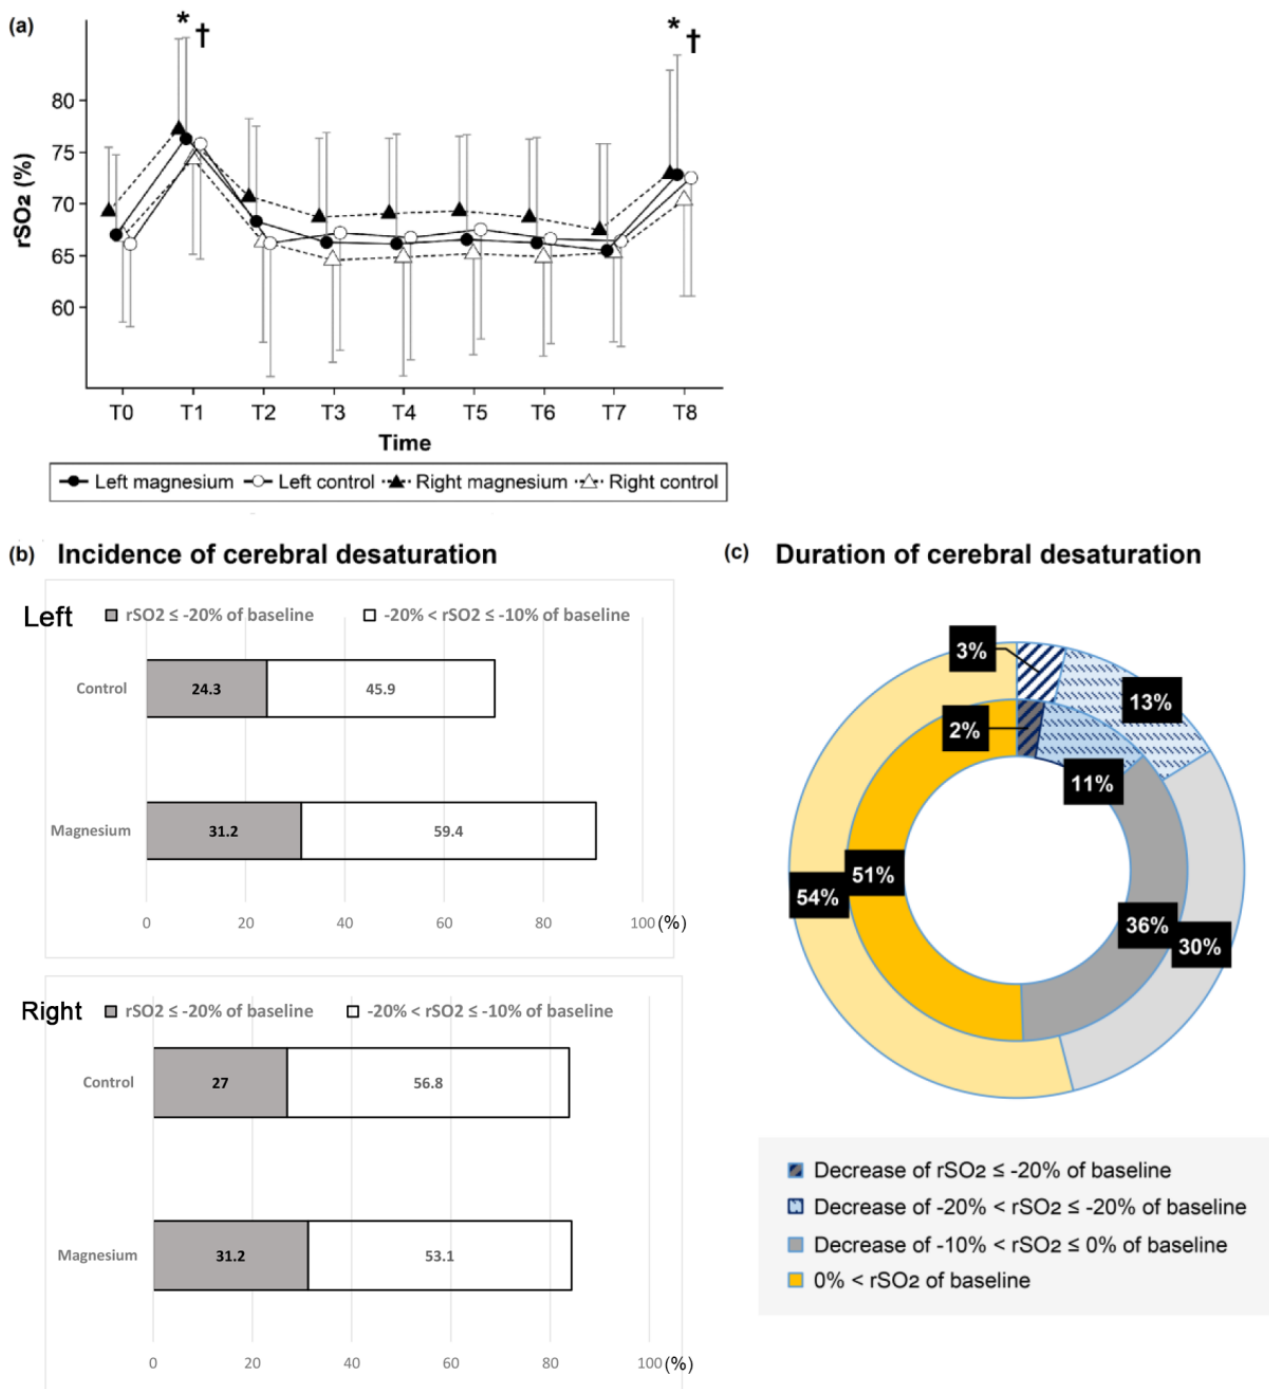 (a)
* †
* †
rSO₂ (%)
80
75
70
65
60
T0 T1 T2 T3 T4 T5 T6 T7 T8
Time
Left magnesium Left control Right magnesium Right control
(b) Incidence of cerebral desaturation
Left rSO2 ≤ -20% of baseline -20% < rSO2 ≤ -10% of baseline
Control 24.3 45.9
Magnesium 31.2 59.4
0 20 40 60 80 100 (%)
Right rSO2 ≤ -20% of baseline -20% < rSO2 ≤ -10% of baseline
Control 27 56.8
Magnesium 31.2 53.1
0 20 40 60 80 100 (%)
(c) Duration of cerebral desaturation
3%
13%
2%
11%
51%
54%
36%
30%
Decrease of rSO₂ ≤ -20% of baseline
Decrease of -20% < rSO₂ ≤ -20% of baseline
Decrease of -10% < rSO₂ ≤ 0% of baseline
0% < rSO₂ of baseline